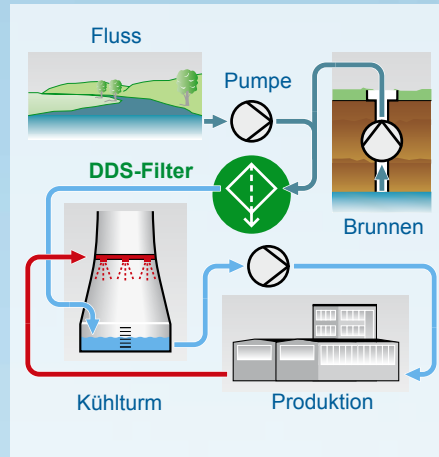 Fluss
Pumpe
DDS-Filter
Brunnen
Kühlturm
Produktion